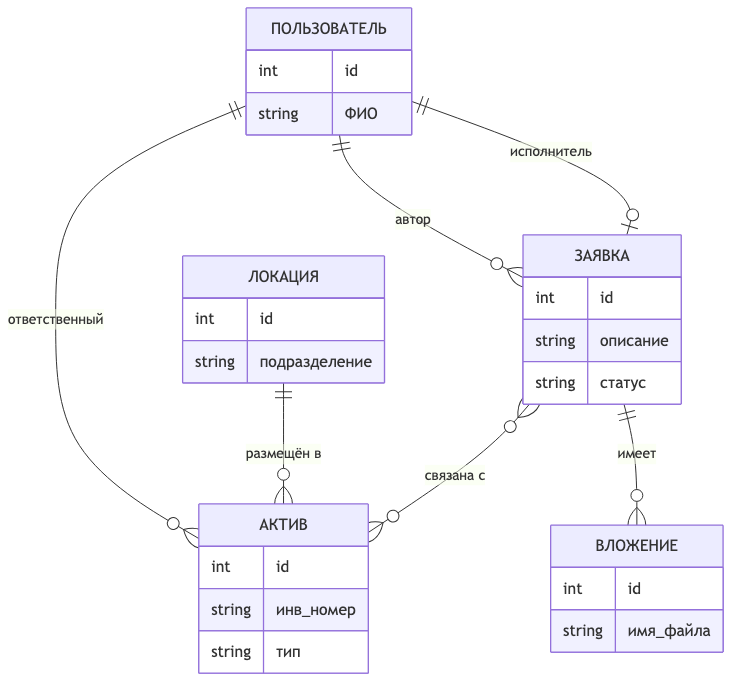 ПОЛЬЗОВАТЕЛЬ
int id
string ФИО
исполнитель
автор
ЗАЯВКА
int id
string описание
string статус
ЛОКАЦИЯ
int id
string подразделение
ответственный
размещён в
связана с
имеет
АКТИВ
int id
string инв_номер
string тип
ВЛОЖЕНИЕ
int id
string имя_файла